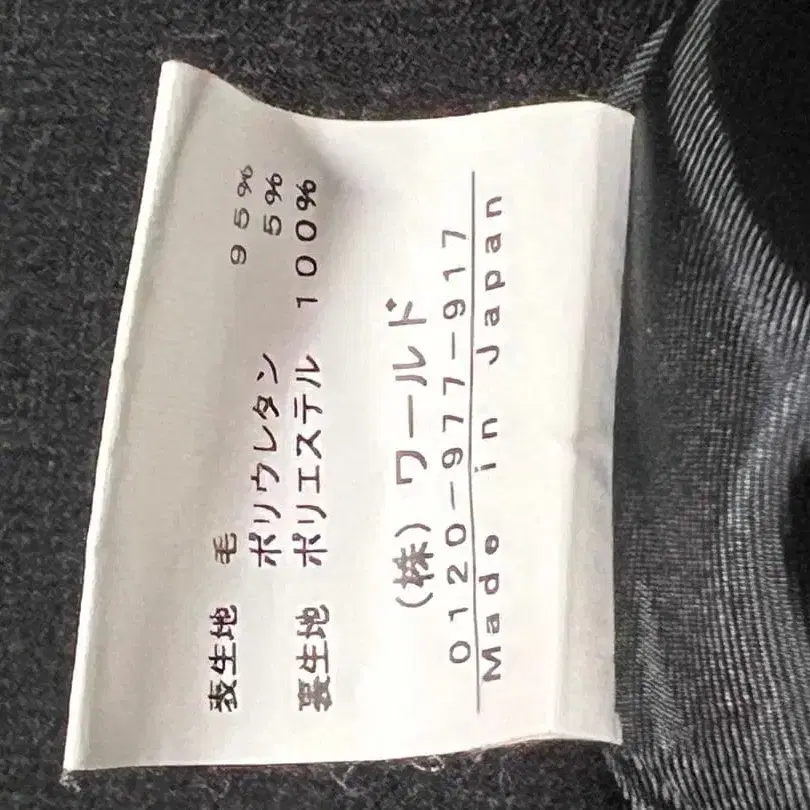 表生地 毛 95%
ポリウレタン 5%
裏生地 ポリエステル 100%
(株)ワールド
0120-977-917
Made in Japan